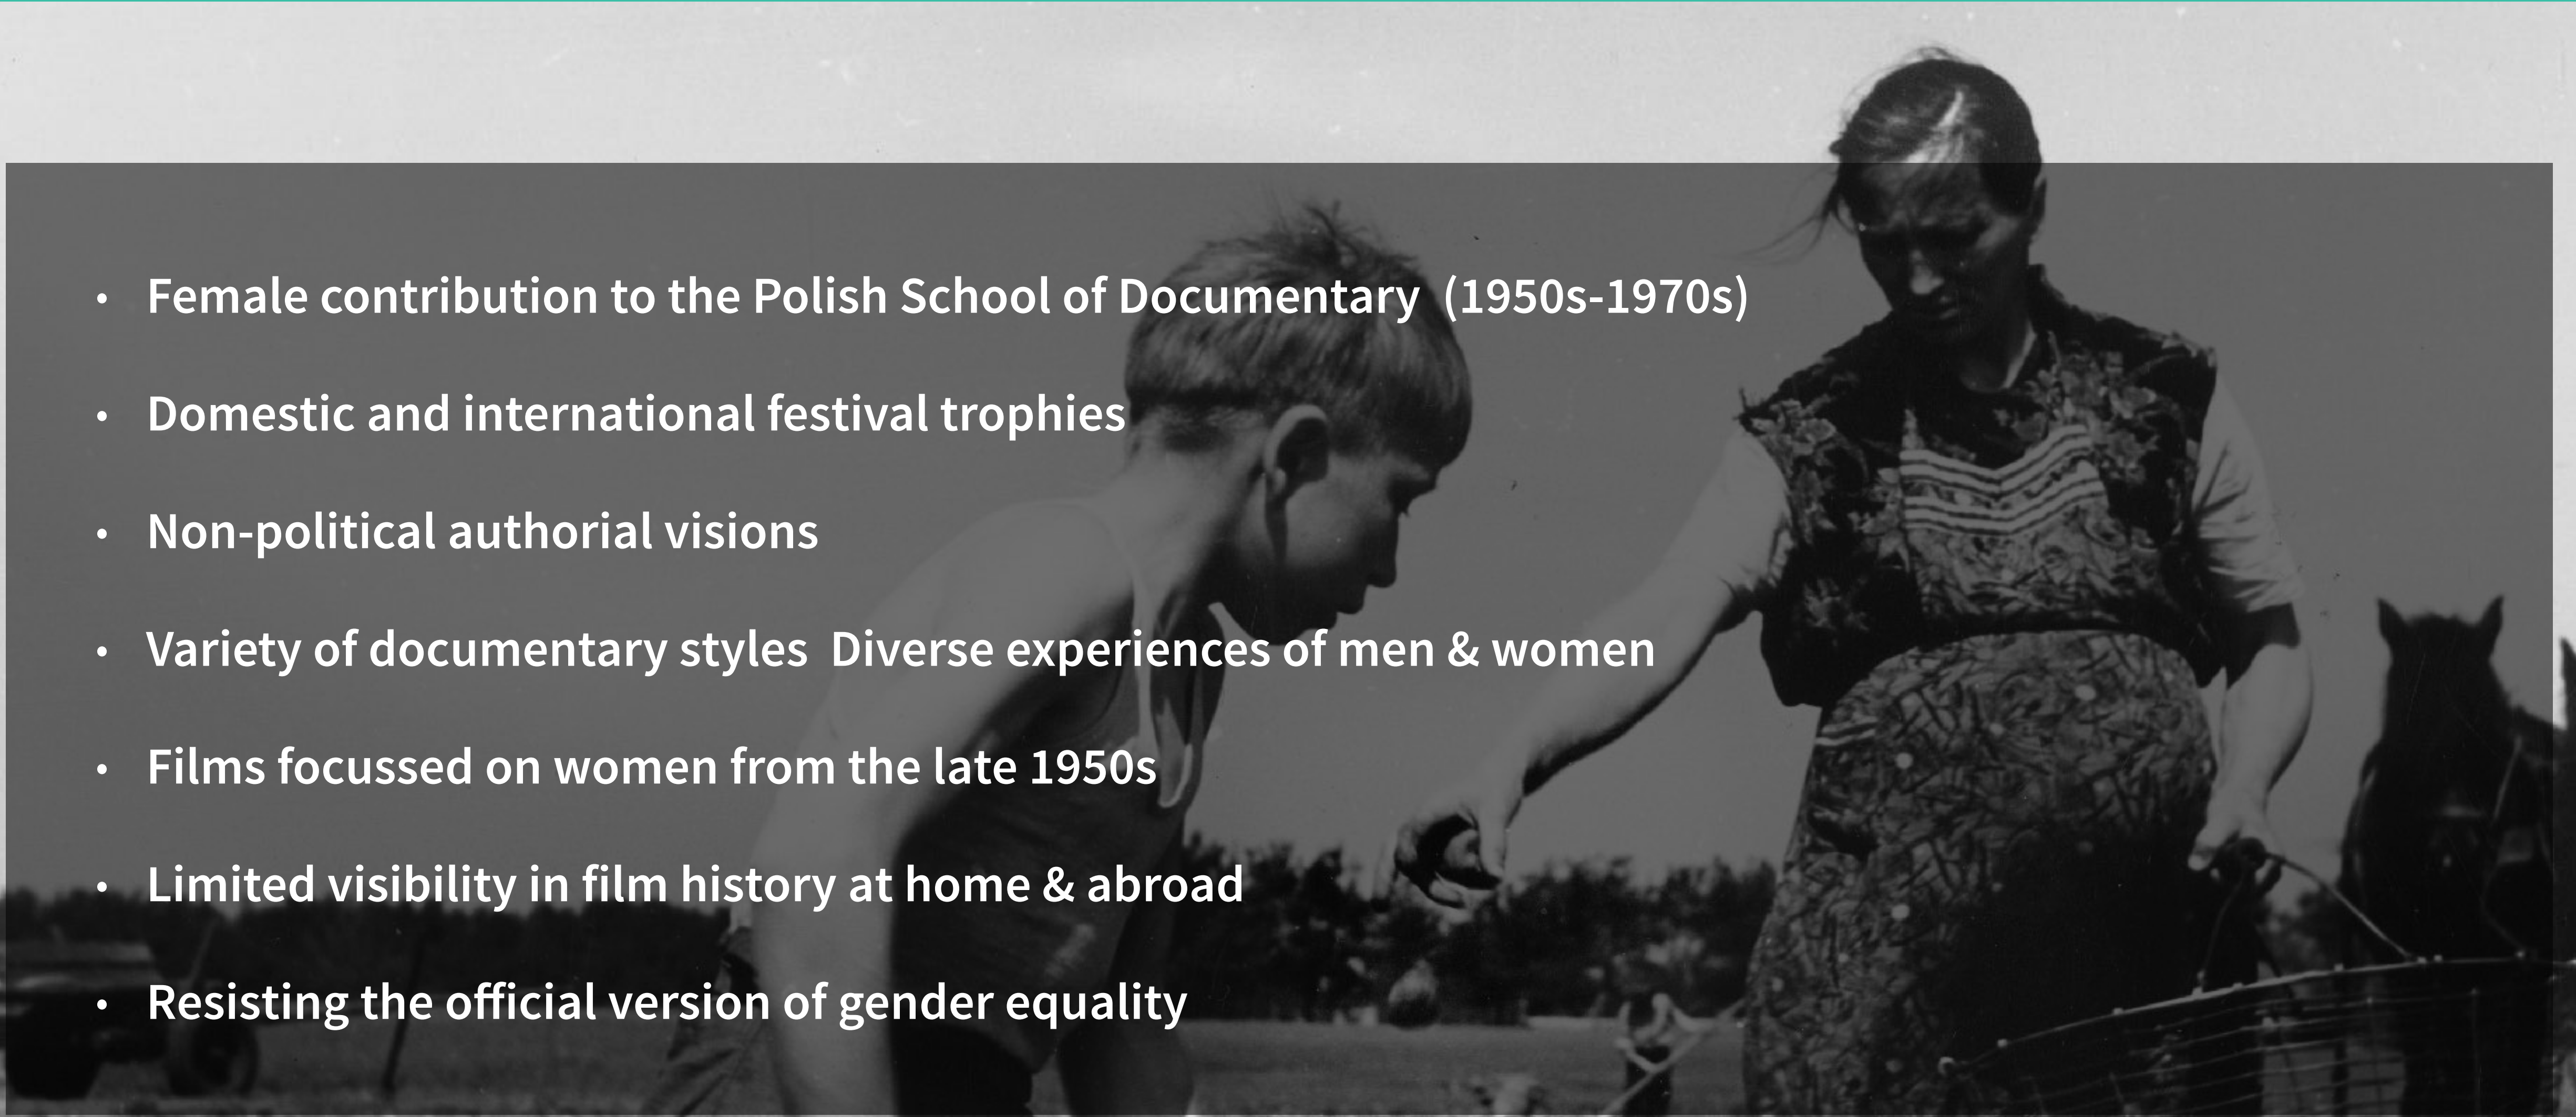 • Female contribution to the Polish School of Documentary  (1950s-1970s)
• Domestic and international festival trophies
• Non-political authorial visions
• Variety of documentary styles  Diverse experiences of men & women
• Films focussed on women from the late 1950s
• Limited visibility in film history at home & abroad
• Resisting the official version of gender equality